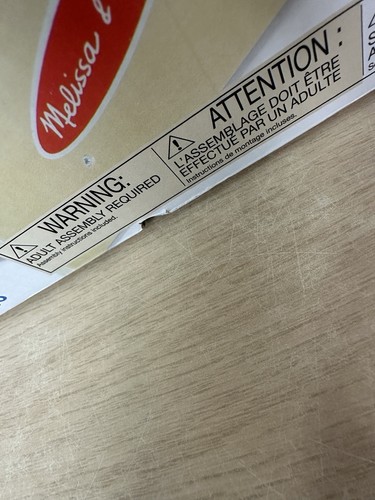 Melissa &
WARNING:
ADULT ASSEMBLY REQUIRED
Assembly instructions included.
ATTENTION :
L'ASSEMBLAGE DOIT ÊTRE
EFFECTUÉ PAR UN ADULTE
Instructions de montage incluses.